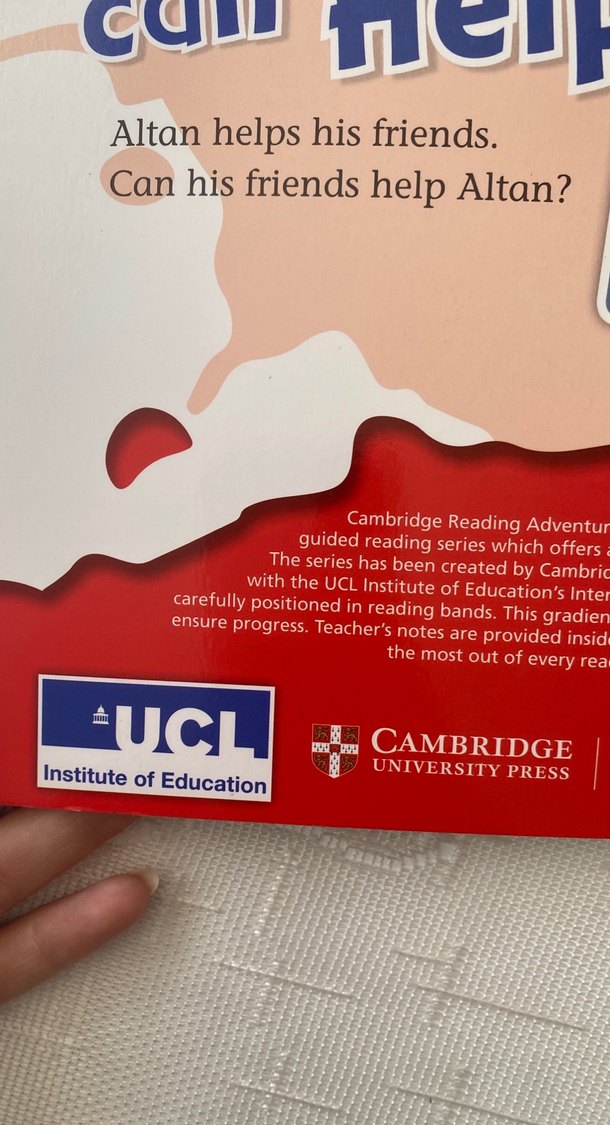 can Help
Altan helps his friends.
Can his friends help Altan?
Cambridge Reading
guided reading series which offers
The series has been created by
with the UCL Institute of Education's
carefully positioned in reading bands. This
ensure progress. Teacher's notes are provided
the most out of every
UCL
Institute of Education
CAMBRIDGE
UNIVERSITY PRESS